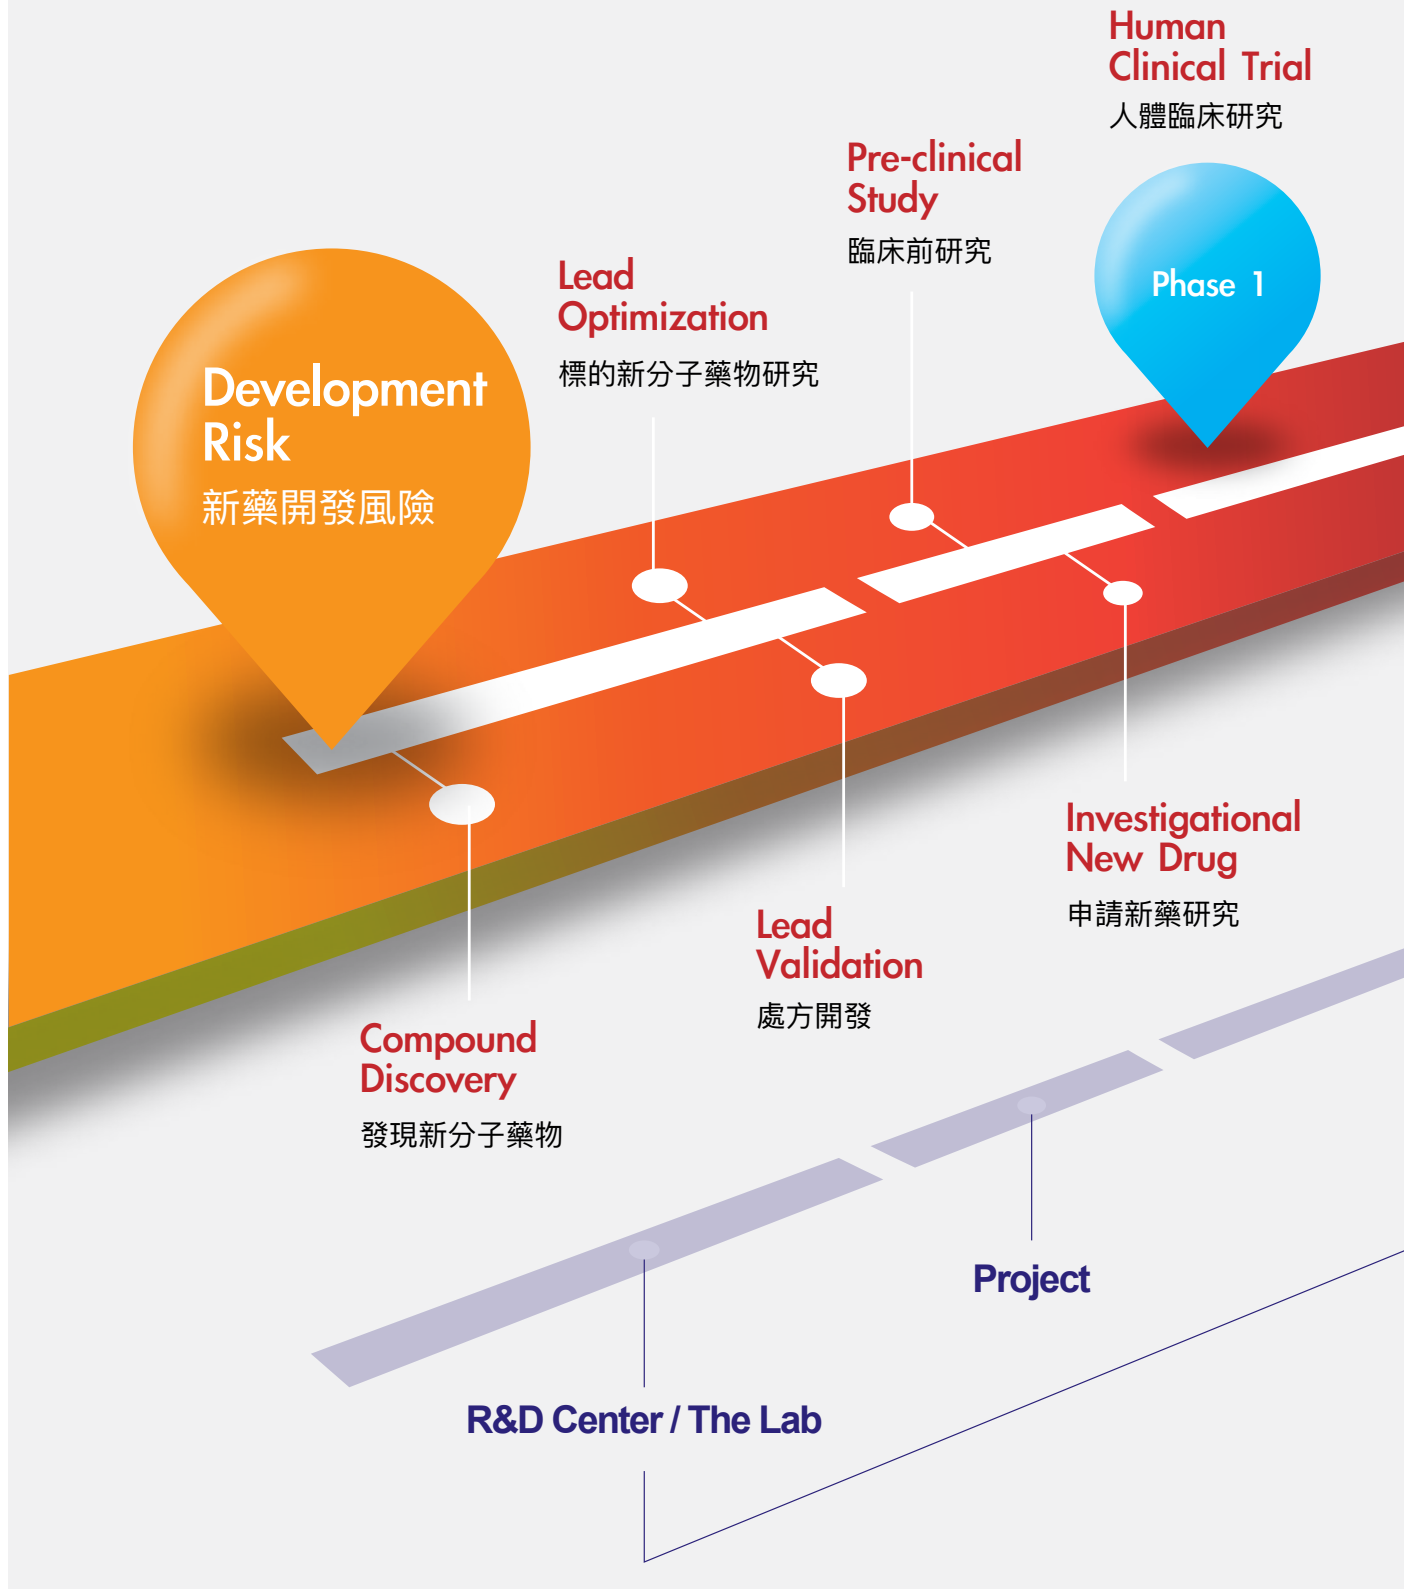 Human
Clinical Trial
人體臨床研究
Pre-clinical
Study
臨床前研究
Phase 1
Lead
Optimization
標的新分子藥物研究
Development
Risk
新藥開發風險
Investigational
New Drug
申請新藥研究
Lead
Validation
處方開發
Compound
Discovery
發現新分子藥物
Project
R&D Center / The Lab